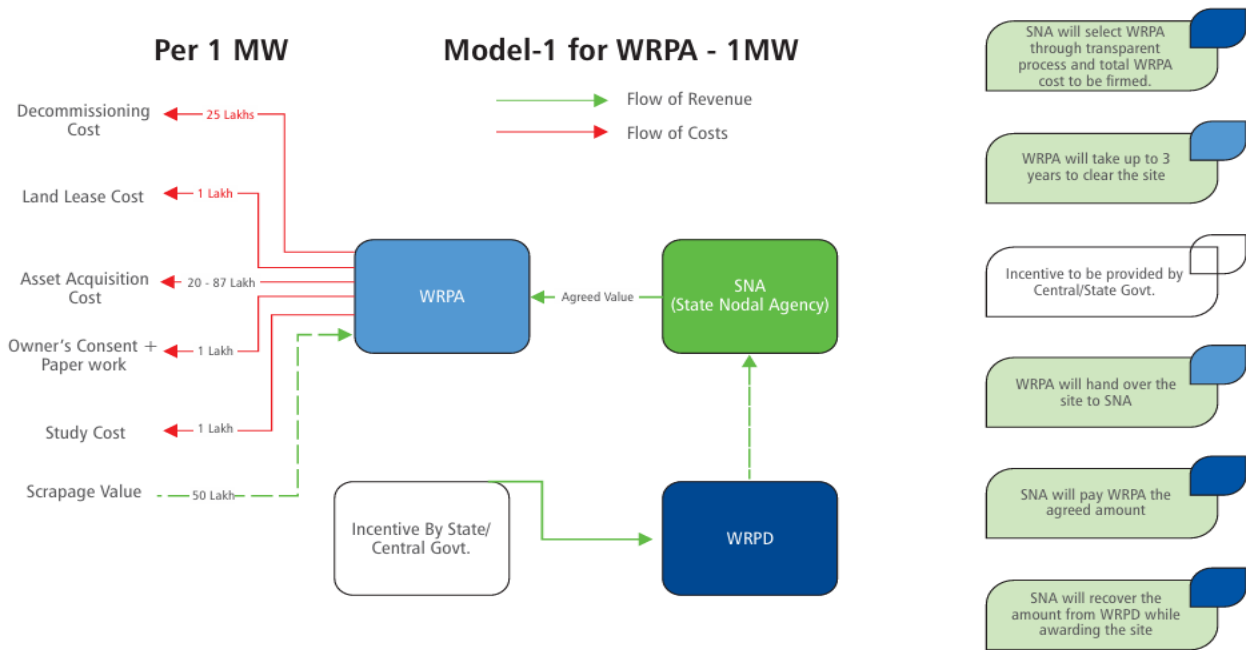 Per 1 MW
Model-1 for WRPA - 1MW
Flow of Revenue
Flow of Costs
Decommissioning
Cost
25 Lakhs
Land Lease Cost
1 Lakh
Asset Acquisition
Cost
20 - 87 Lakh
Owner's Consent +
Paper work
1 Lakh
Study Cost
1 Lakh
Scrapage Value
50 Lakh
WRPA
Agreed Value
SNA
(State Nodal Agency)
Incentive By State/
Central Govt.
WRPD
SNA will select WRPA
through transparent
process and total WRPA
cost to be firmed.
WRPA will take up to 3
years to clear the site
Incentive to be provided by
Central/State Govt.
WRPA will hand over the
site to SNA
SNA will pay WRPA the
agreed amount
SNA will recover the
amount from WRPD while
awarding the site